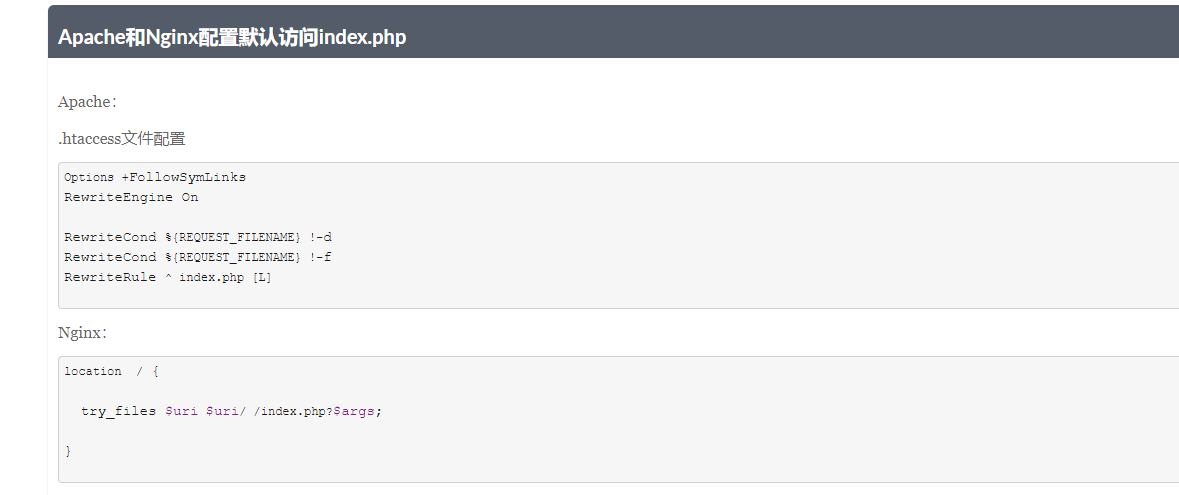 Apache和Nginx配置默认访问index.php
Apache：
.htaccess文件配置
Options +FollowSymLinks
RewriteEngine On
RewriteCond %{REQUEST_FILENAME} !-d
RewriteCond %{REQUEST_FILENAME} !-f
RewriteRule ^ index.php [L]
Nginx：
location  / {
  try_files $uri $uri/ /index.php?$args;
}